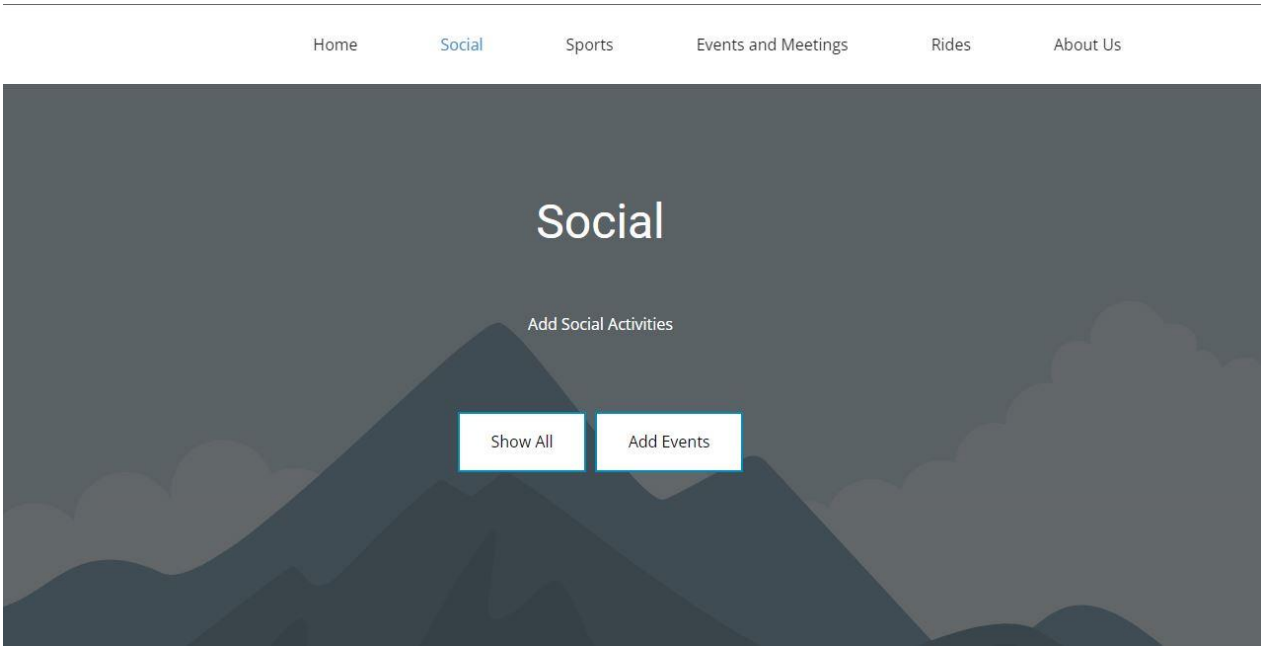 Home Social Sports Events and Meetings Rides About Us
Social
Add Social Activities
Show All Add Events